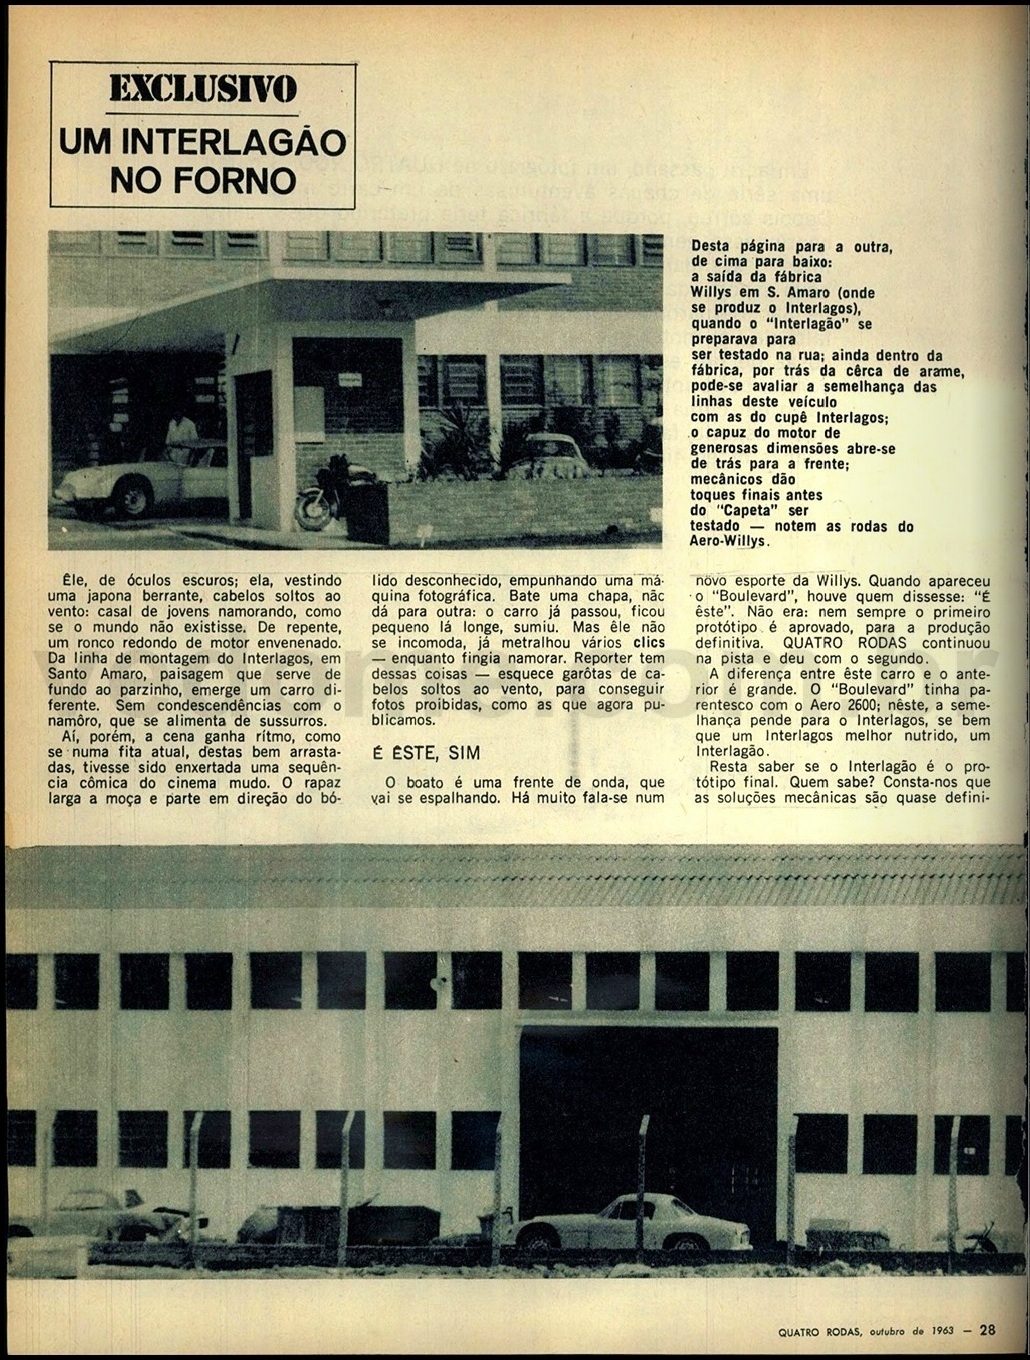 EXCLUSIVO
UM INTERLAGÃO
NO FORNO
Desta página para a outra,
de cima para baixo:
a saída da fábrica
Willys em S. Amaro (onde
se produz o Interlagos),
quando o "Interlagão" se
preparava para
ser testado na rua; ainda dentro da
fábrica, por trás da cêrca de arame,
pode-se avaliar a semelhança das
linhas deste veículo
com as do cupê Interlagos;
o capuz do motor de
generosas dimensões abre-se
de trás para a frente;
mecânicos dão
toques finais antes
do "Capeta" ser
testado — notem as rodas do
Aero-Willys.
Êle, de óculos escuros; ela, vestindo
uma japona berrante, cabelos soltos ao
vento: casal de jovens namorando, como
se o mundo não existisse. De repente,
um ronco redondo de motor envenenado.
Da linha de montagem do Interlagos, em
Santo Amaro, paisagem que serve de
fundo ao parzinho, emerge um carro di-
ferente. Sem condescendências com o
namôro, que se alimenta de sussurros.
Aí, porém, a cena ganha rítmo, como
se numa fita atual, destas bem arrasta-
das, tivesse sido enxertada uma sequên-
cia cômica do cinema mudo. O rapaz
larga a moça e parte em direção do bó-
lido desconhecido, empunhando uma má-
quina fotográfica. Bate uma chapa, não
dá para outra: o carro já passou, ficou
pequeno lá longe, sumiu. Mas êle não
se incomoda, já metralhou vários clics
— enquanto fingia namorar. Reporter tem
dessas coisas — esquece garôtas de ca-
belos soltos ao vento, para conseguir
fotos proibidas, como as que agora pu-
blicamos.
É ÊSTE, SIM
O boato é uma frente de onda, que
vai se espalhando. Há muito fala-se num
nôvo esporte da Willys. Quando apareceu
o "Boulevard", houve quem dissesse: "É
êste". Não era: nem sempre o primeiro
protótipo é aprovado, para a produção
definitiva. QUATRO RODAS continuou
na pista e deu com o segundo.
A diferença entre êste carro e o ante-
rior é grande. O "Boulevard" tinha pa-
rentesco com o Aero 2600; nêste, a seme-
lhança pende para o Interlagos, se bem
que um Interlagos melhor nutrido, um
Interlagão.
Resta saber se o Interlagão é o pro-
tótipo final. Quem sabe? Consta-nos que
as soluções mecânicas são quase defini-
QUATRO RODAS, outubro de 1963 — 28